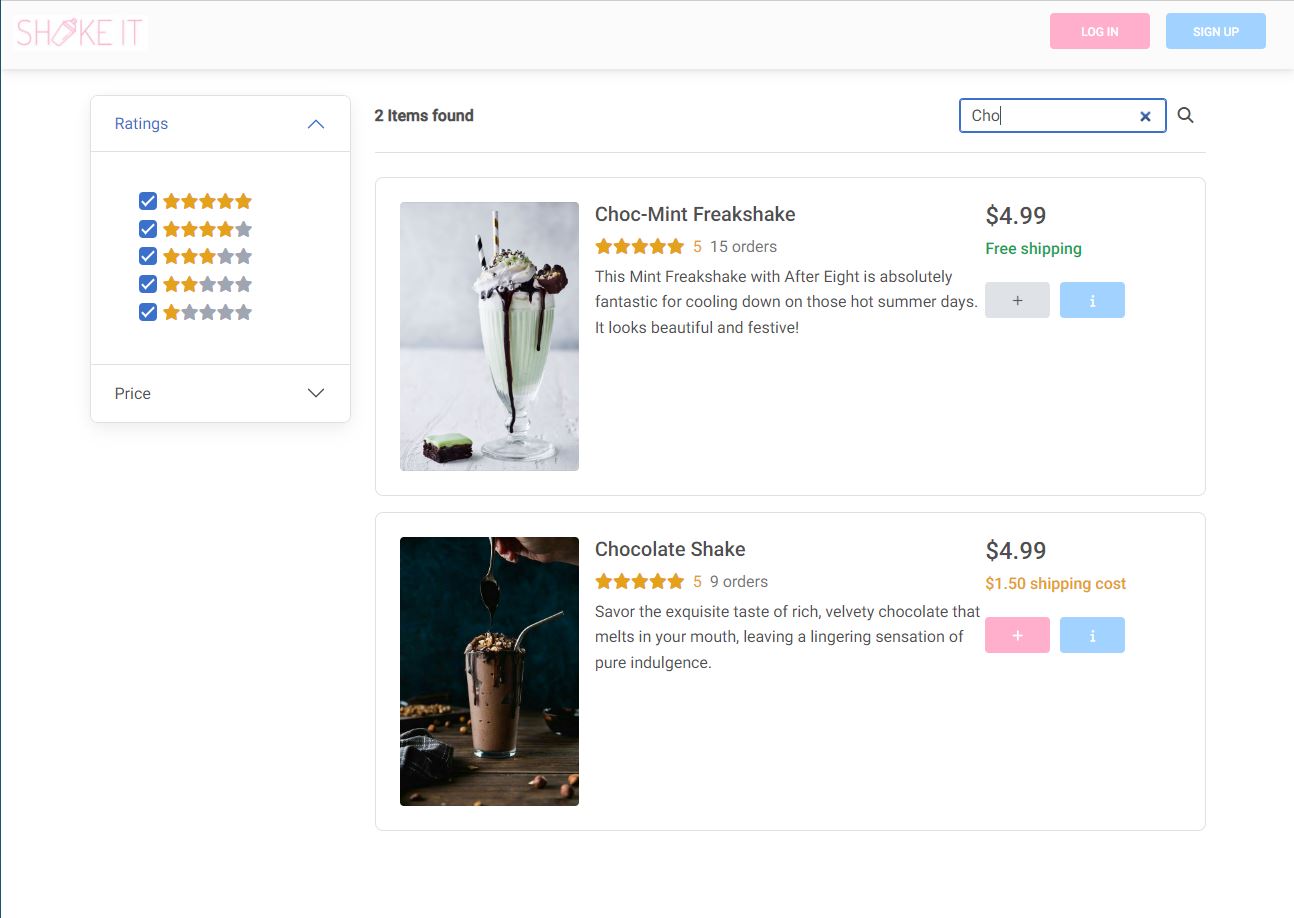 SHAKE IT
LOG IN
SIGN UP
Ratings
2 Items found
Cho
Choc-Mint Freakshake
5 15 orders
This Mint Freakshake with After Eight is absolutely
fantastic for cooling down on those hot summer days.
It looks beautiful and festive!
$4.99
Free shipping
+
i
Price
Chocolate Shake
5 9 orders
Savor the exquisite taste of rich, velvety chocolate that
melts in your mouth, leaving a lingering sensation of
pure indulgence.
$4.99
$1.50 shipping cost
+
i